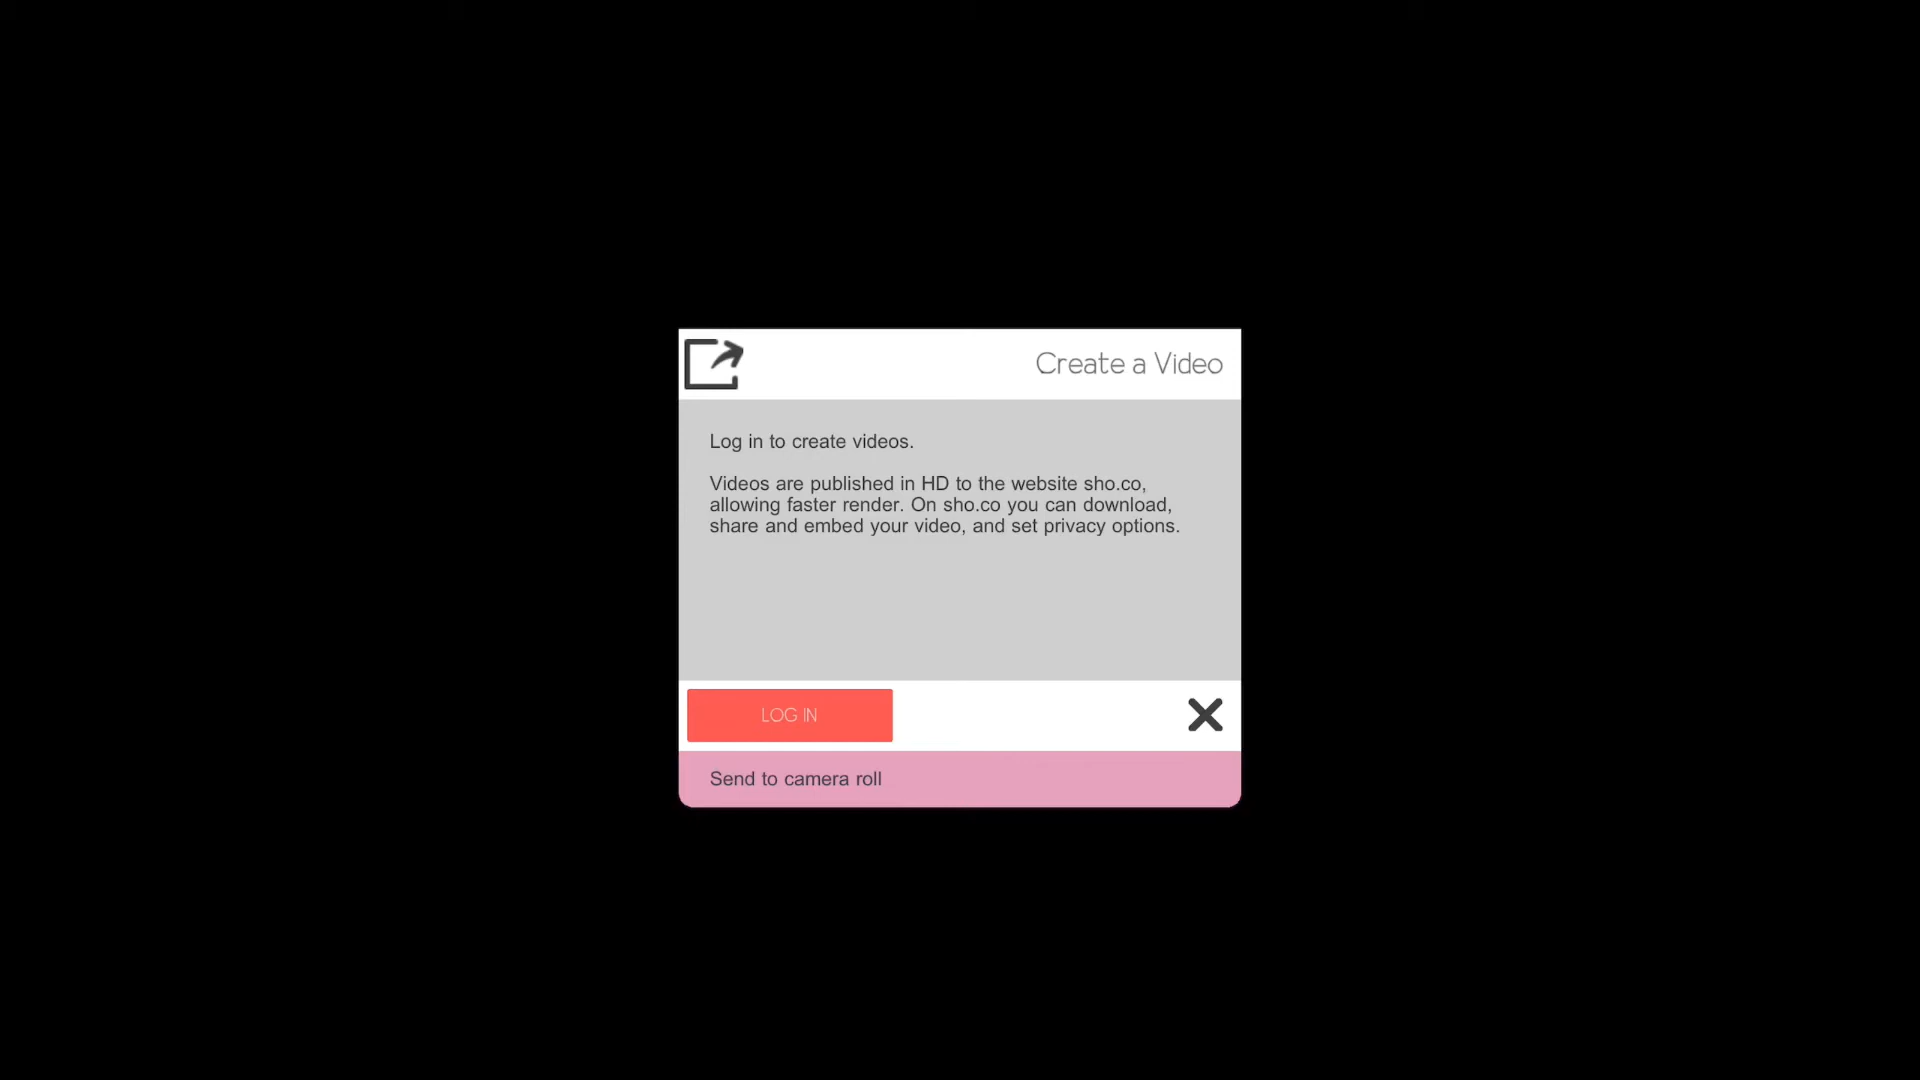 Create a Video
Log in to create videos.
Videos are published in HD to the website sho.co,
allowing faster render. On sho.co you can download,
share and embed your video, and set privacy options.
LOG IN
Send to camera roll